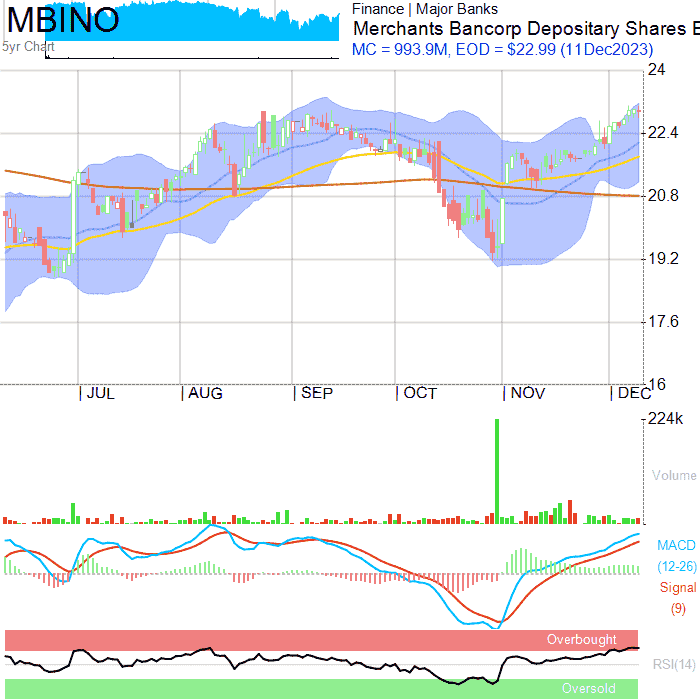 MBINO
5yr Chart
Finance | Major Banks
Merchants Bancorp Depositary Shares E
MC = 993.9M, EOD = $22.99 (11Dec2023)
24
22.4
20.8
19.2
17.6
16
| JUL | AUG | SEP | OCT | NOV | DEC
224k
Volume
MACD
(12-26)
Signal
(9)
Overbought
RSI(14)
Oversold